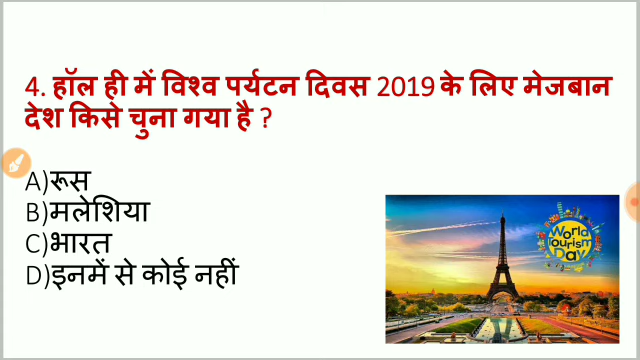 4. हॉल ही में विश्व पर्यटन दिवस 2019 के लिए मेजबान
देश किसे चुना गया है ?
A)रूस
B)मलेशिया
C)भारत
D)इनमें से कोई नहीं
World
Tourism
Day